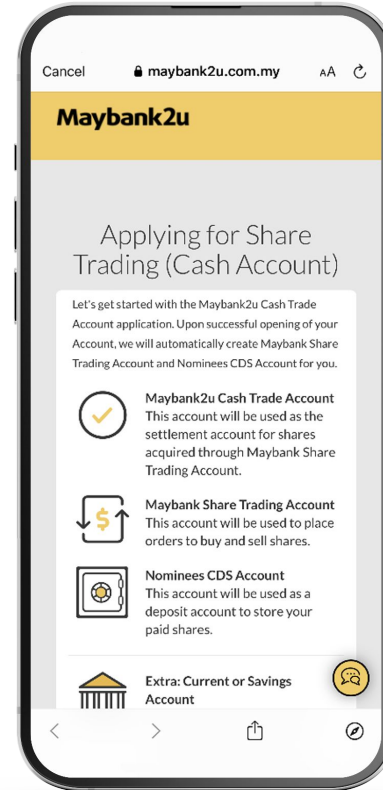 Cancel maybank2u.com.my AA
Maybank2u
Applying for Share
Trading (Cash Account)
Let's get started with the Maybank2u Cash Trade
Account application. Upon successful opening of your
Account, we will automatically create Maybank Share
Trading Account and Nominees CDS Account for you.
Maybank2u Cash Trade Account
This account will be used as the
settlement account for shares
acquired through Maybank Share
Trading Account.
Maybank Share Trading Account
This account will be used to place
orders to buy and sell shares.
Nominees CDS Account
This account will be used as a
deposit account to store your
paid shares.
Extra: Current or Savings
Account